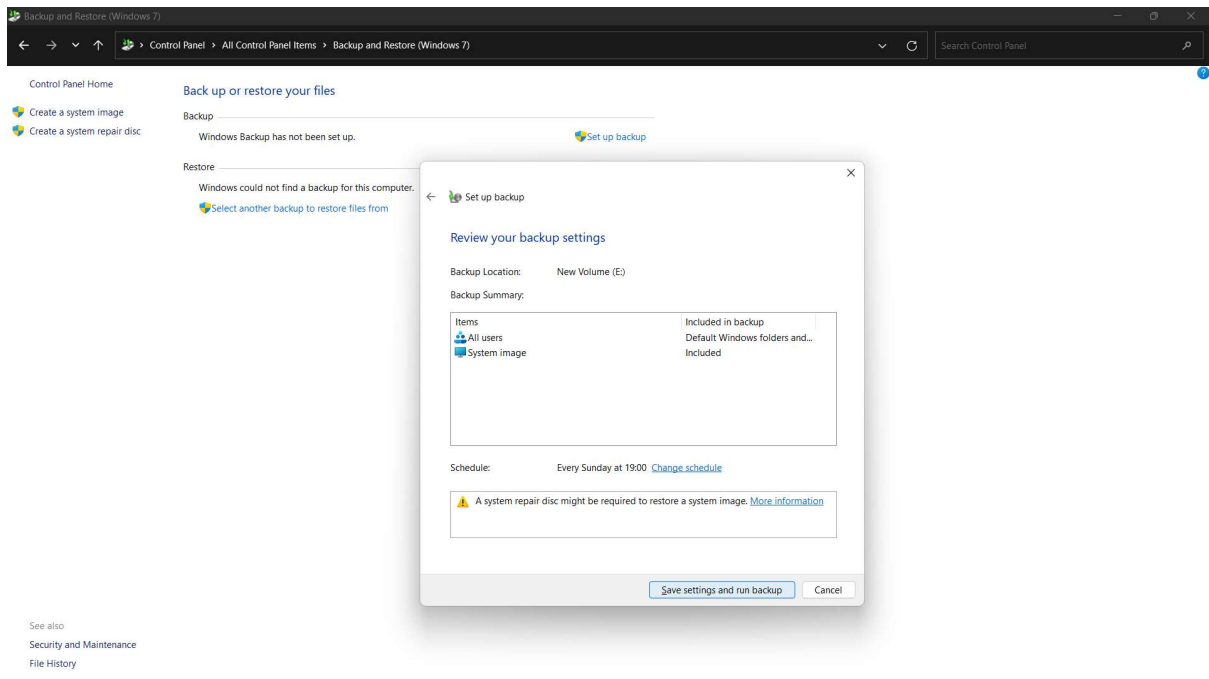 Backup and Restore (Windows 7)
Control Panel > All Control Panel Items > Backup and Restore (Windows 7)
Search Control Panel
Control Panel Home
Create a system image
Create a system repair disc
Back up or restore your files
Backup
Windows Backup has not been set up.
Set up backup
Restore
Windows could not find a backup for this computer.
Select another backup to restore files from
Set up backup
Review your backup settings
Backup Location: New Volume (E:)
Backup Summary:
Items Included in backup
All users Default Windows folders and...
System image Included
Schedule: Every Sunday at 19:00 Change schedule
A system repair disc might be required to restore a system image. More information
Save settings and run backup Cancel
See also
Security and Maintenance
File History